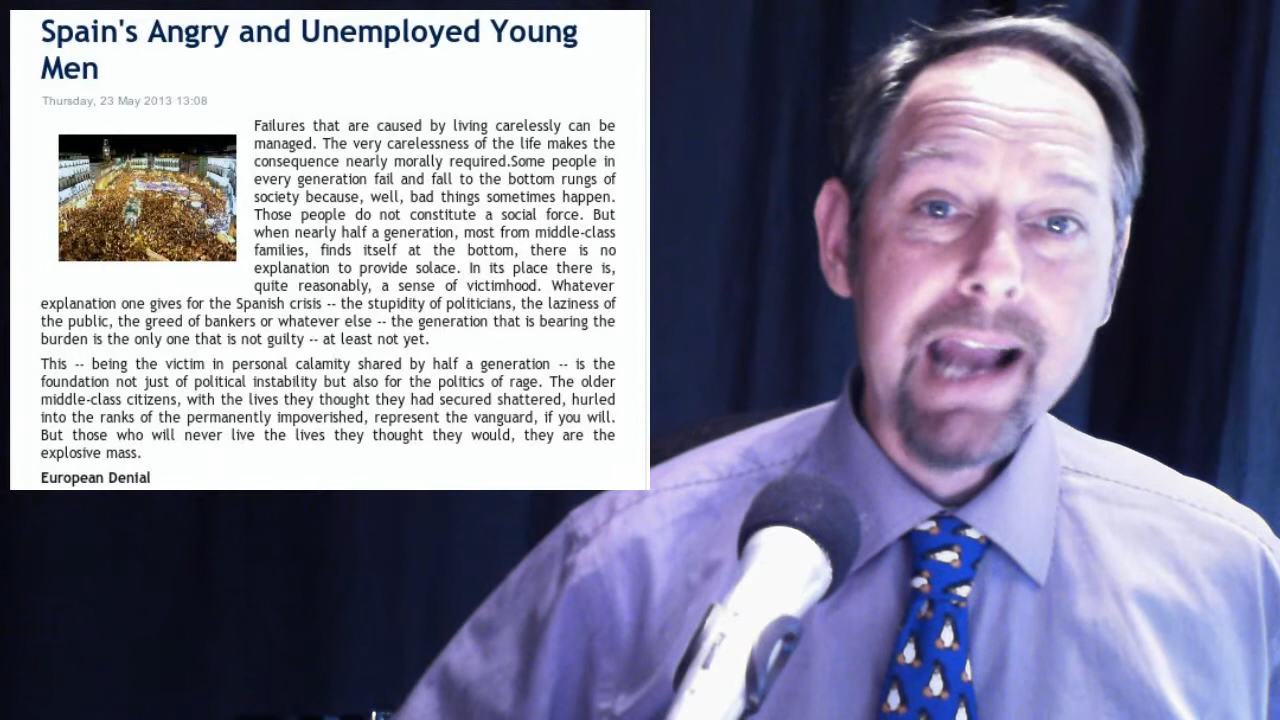 Spain's Angry and Unemployed Young
Men
Thursday, 23 May 2013 13:08
Failures that are caused by living carelessly can be
managed. The very carelessness of the life makes the
consequence nearly morally required.Some people in
every generation fail and fall to the bottom rungs of
society because, well, bad things sometimes happen.
Those people do not constitute a social force. But
when nearly half a generation, most from middle-class
families, finds itself at the bottom, there is no
explanation to provide solace. In its place there is,
quite reasonably, a sense of victimhood. Whatever
explanation one gives for the Spanish crisis -- the stupidity of politicians, the laziness of
the public, the greed of bankers or whatever else -- the generation that is bearing the
burden is the only one that is not guilty -- at least not yet.
This -- being the victim in personal calamity shared by half a generation -- is the
foundation not just of political instability but also for the politics of rage. The older
middle-class citizens, with the lives they thought they had secured shattered, hurled
into the ranks of the permanently impoverished, represent the vanguard, if you will.
But those who will never live the lives they thought they would, they are the
explosive mass.
European Denial